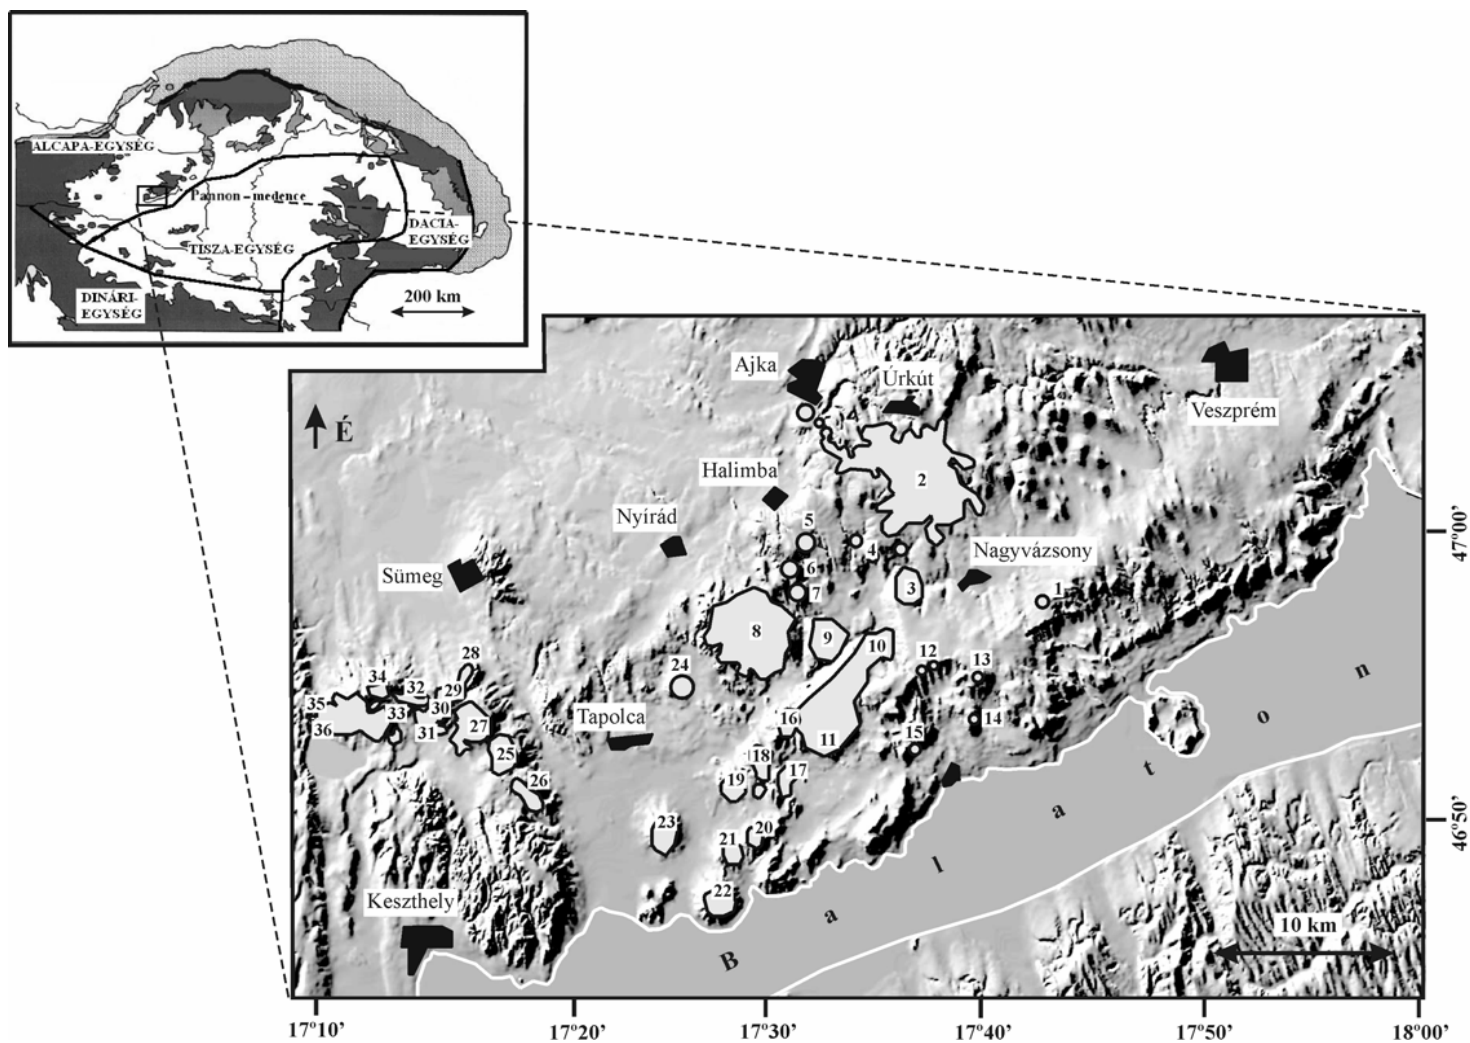 ALCAPA-EGYSÉG
Pannon - medence
DACIA-
EGYSÉG
TISZA-EGYSÉG
DINÁRI-
EGYSÉG
200 km
Ajka
Úrkút
Veszprém
É
Halimba
2
Nyírád
5
4
Nagyvázsony
47°00’
Sümeg
6
7
3
1
8
9
10
12
13
28
24
34
32
29
35
33
30
16
14
36
31
27
Tapolca
11
15
25
18
17
26
19
23
20
46°50’
21
22
Keszthely
10 km
B a l a t o n
17°10’
17°20’
17°30’
17°40’
17°50’
18°00’